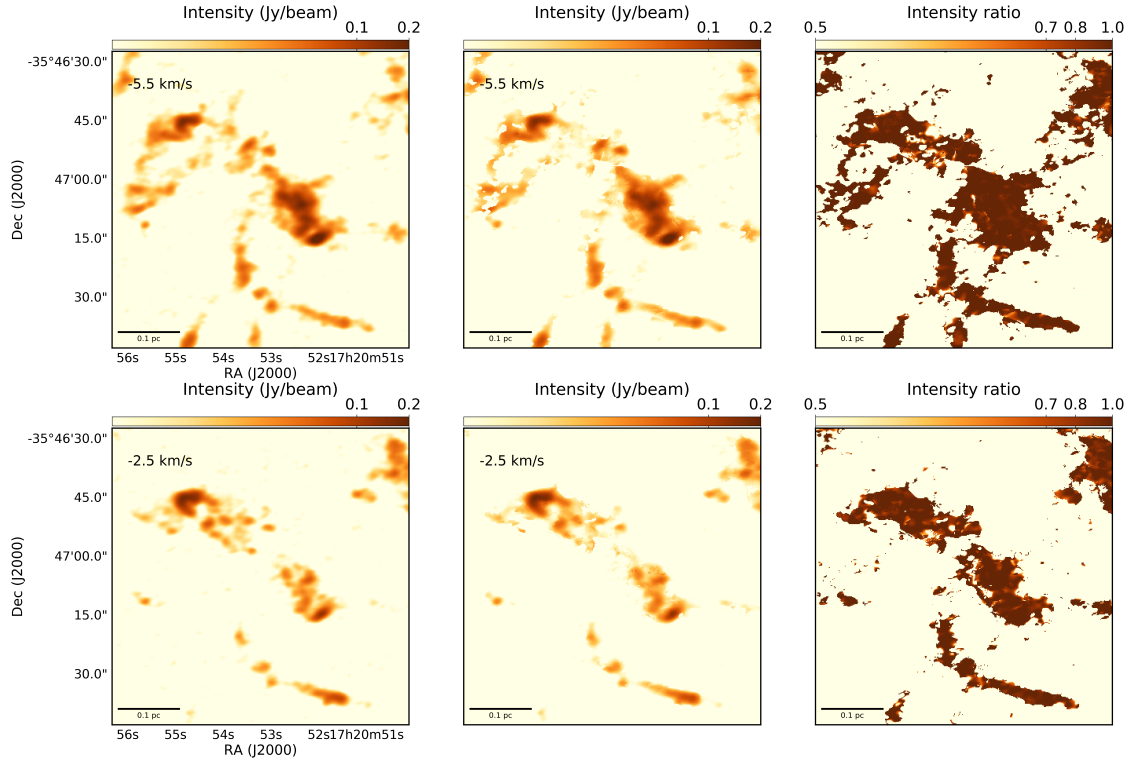 Intensity (Jy/beam) Intensity (Jy/beam) Intensity ratio
0.1 0.2 0.1 0.2 0.5 0.7 0.8 1.0
-35°46'30.0"
-5.5 km/s -5.5 km/s
45.0"
47'00.0"
Dec (J2000)
15.0"
30.0"
0.1 pc 0.1 pc 0.1 pc
56s 55s 54s 53s 52s17h20m51s
RA (J2000)
Intensity (Jy/beam) Intensity (Jy/beam) Intensity ratio
0.1 0.2 0.1 0.2 0.5 0.7 0.8 1.0
-35°46'30.0"
-2.5 km/s -2.5 km/s
45.0"
47'00.0"
Dec (J2000)
15.0"
30.0"
0.1 pc 0.1 pc 0.1 pc
56s 55s 54s 53s 52s17h20m51s
RA (J2000)